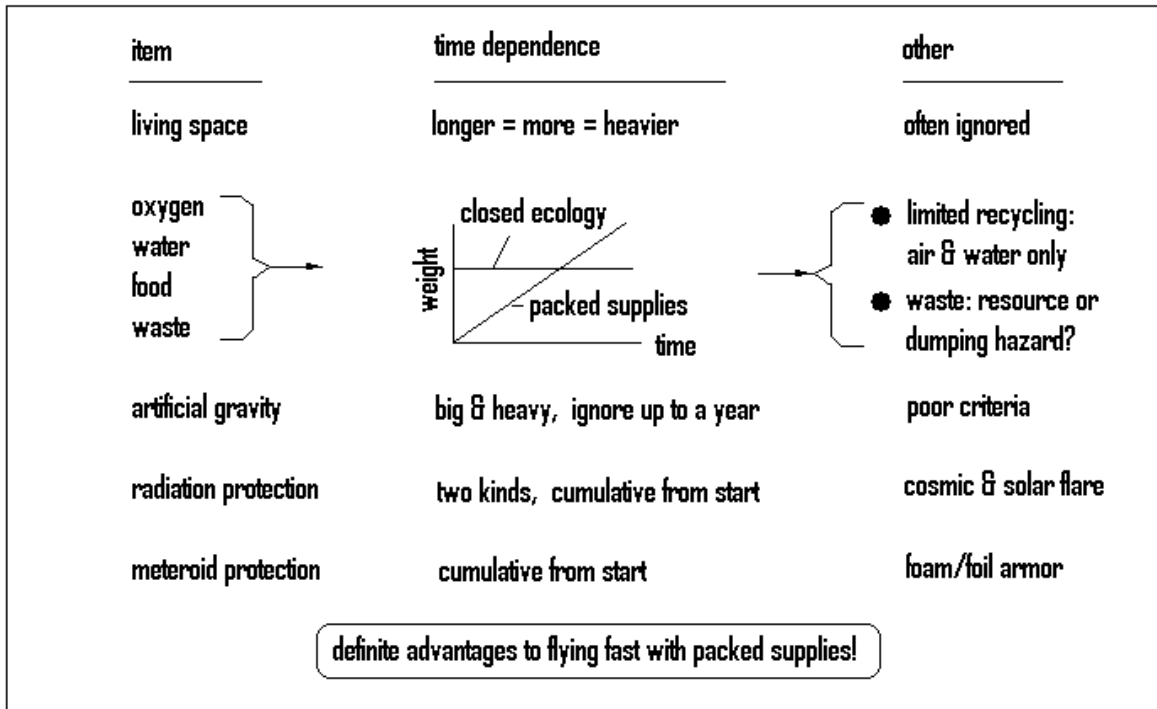 item
time dependence
other
living space
longer = more = heavier
often ignored
oxygen
water
food
waste
closed ecology
weight
packed supplies
time
limited recycling:
air & water only
waste: resource or
dumping hazard?
artificial gravity
big & heavy, ignore up to a year
poor criteria
radiation protection
two kinds, cumulative from start
cosmic & solar flare
meteroid protection
cumulative from start
foam/foil armor
definite advantages to flying fast with packed supplies!